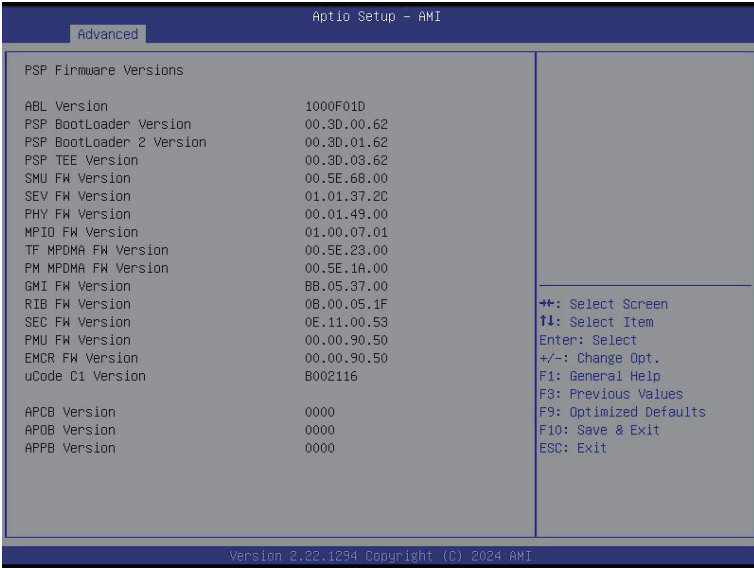 Aptio Setup – AMI
Advanced
PSP Firmware Versions
ABL Version 1000F01D
PSP BootLoader Version 00.3D.00.62
PSP BootLoader 2 Version 00.3D.01.62
PSP TEE Version 00.3D.03.62
SMU FW Version 00.5E.68.00
SEV FW Version 01.01.37.2C
PHY FW Version 00.01.49.00
MPIO FW Version 01.00.07.01
TF MPDMA FW Version 00.5E.23.00
PM MPDMA FW Version 00.5E.1A.00
GMI FW Version BB.05.37.00
RIB FW Version 0B.00.05.1F
SEC FW Version 0E.11.00.53
PMU FW Version 00.00.90.50
EMCR FW Version 00.00.90.50
uCode C1 Version B002116
APCB Version 0000
APOB Version 0000
APPB Version 0000
→←: Select Screen
↑↓: Select Item
Enter: Select
+/-: Change Opt.
F1: General Help
F3: Previous Values
F9: Optimized Defaults
F10: Save & Exit
ESC: Exit
Version 2.22.1294 Copyright (C) 2024 AMI